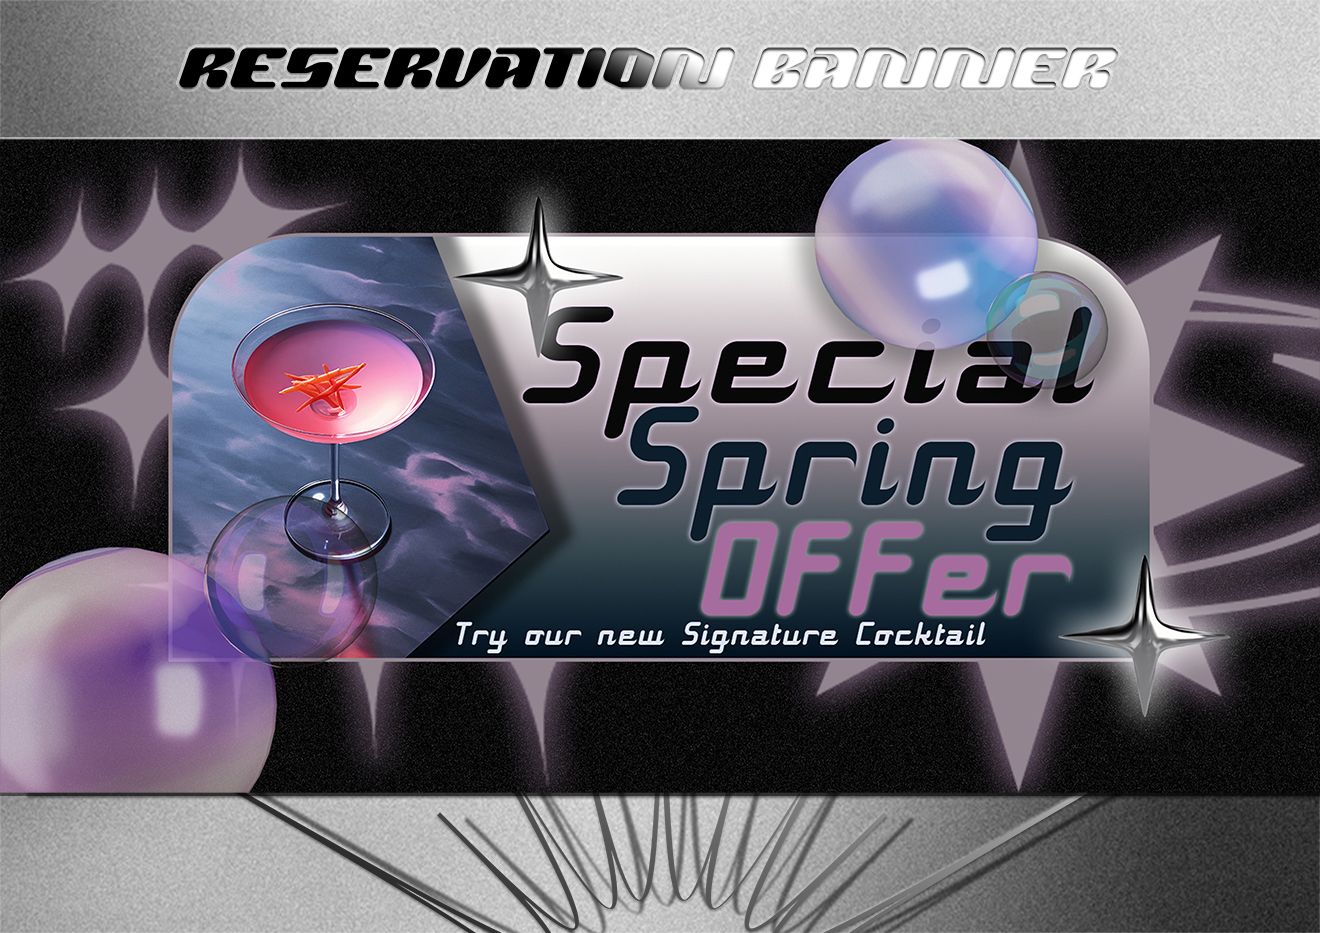 RESERVATION BANNER
Special
Spring
Offer
Try our new Signature Cocktail